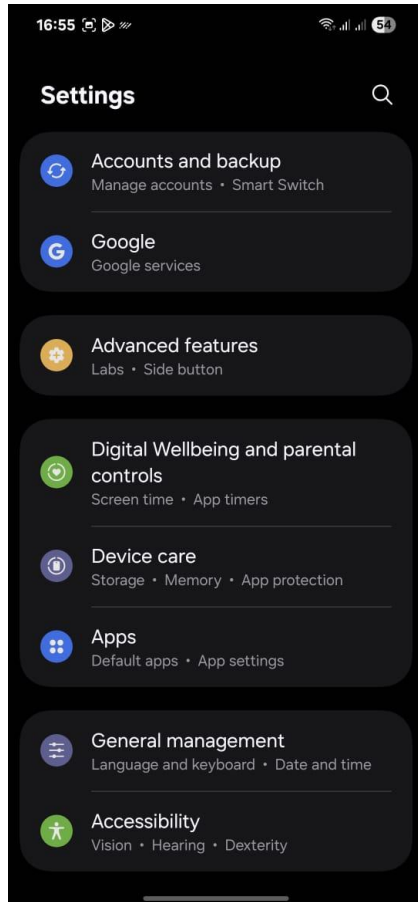 16:55
54
Settings
Accounts and backup
Manage accounts • Smart Switch
G
Google
Google services
Advanced features
Labs • Side button
Digital Wellbeing and parental
controls
Screen time • App timers
Device care
Storage • Memory • App protection
Apps
Default apps • App settings
General management
Language and keyboard • Date and time
Accessibility
Vision • Hearing • Dexterity